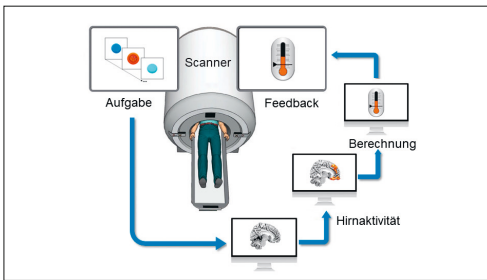 Scanner
Aufgabe
Feedback
Berechnung
Hirnaktivität